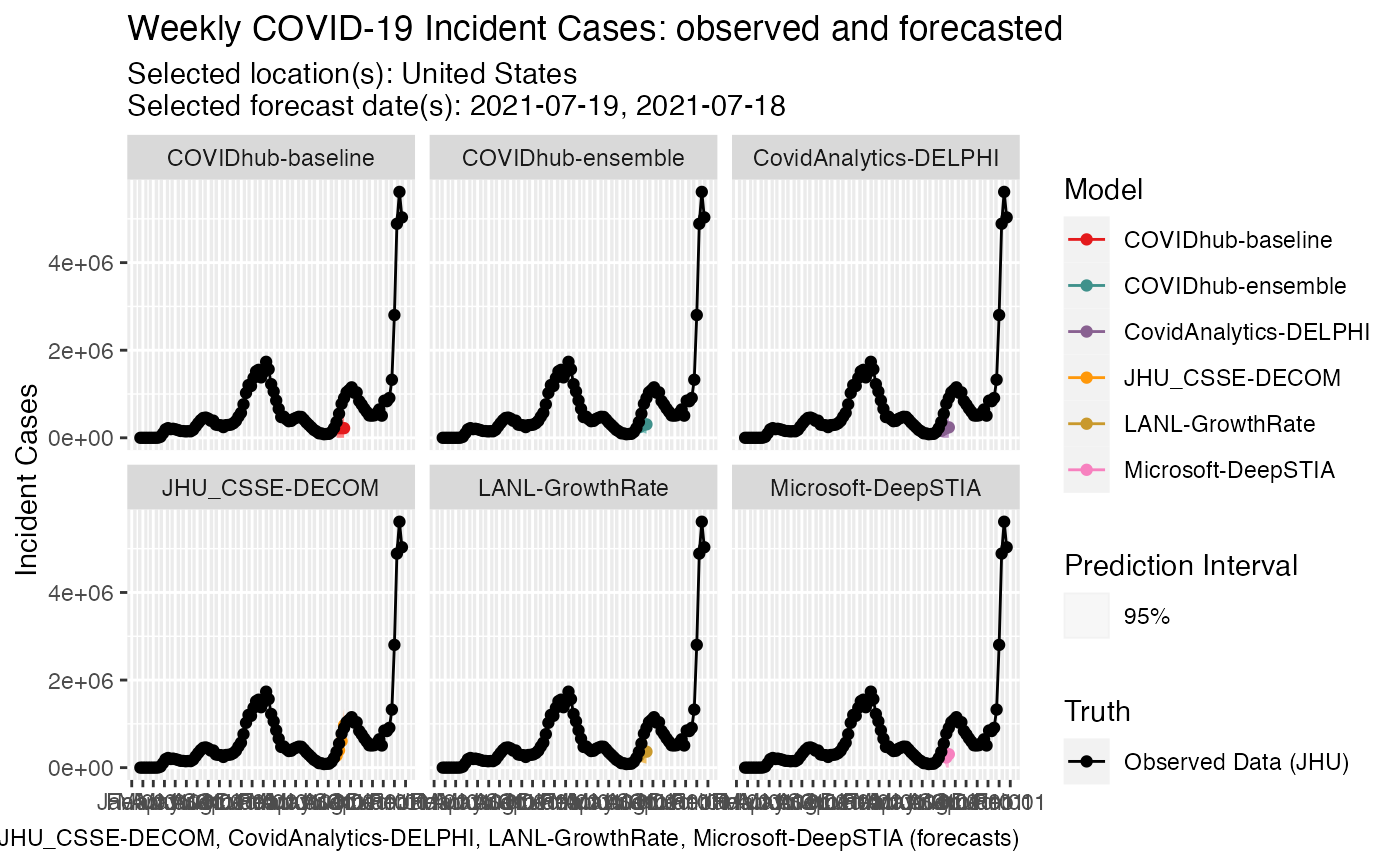 Weekly COVID-19 Incident Cases: observed and forecasted
Selected location(s): United States
Selected forecast date(s): 2021-07-19, 2021-07-18
COVIDhub-baseline COVIDhub-ensemble CovidAnalytics-DELPHI
4e+06
2e+06
0e+00
JHU_CSSE-DECOM LANL-GrowthRate Microsoft-DeepSTIA
4e+06
2e+06
0e+00
Incident Cases
JHU_CSSE-DECOM, CovidAnalytics-DELPHI, LANL-GrowthRate, Microsoft-DeepSTIA (forecasts)
Model
COVIDhub-baseline
COVIDhub-ensemble
CovidAnalytics-DELPHI
JHU_CSSE-DECOM
LANL-GrowthRate
Microsoft-DeepSTIA
Prediction Interval
95%
Truth
Observed Data (JHU)